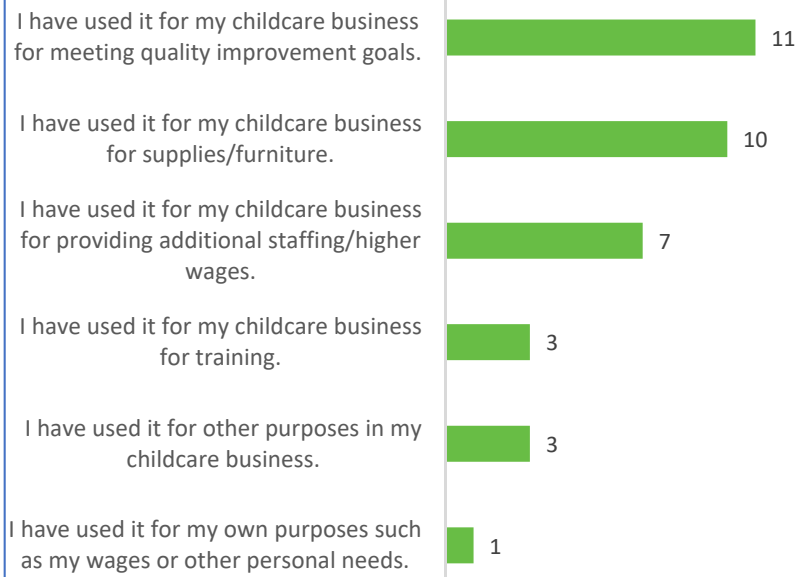 I have used it for my childcare business
for meeting quality improvement goals.
11
I have used it for my childcare business
for supplies/furniture.
10
I have used it for my childcare business
for providing additional staffing/higher
wages.
7
I have used it for my childcare business
for training.
3
I have used it for other purposes in my
childcare business.
3
I have used it for my own purposes such
as my wages or other personal needs.
1